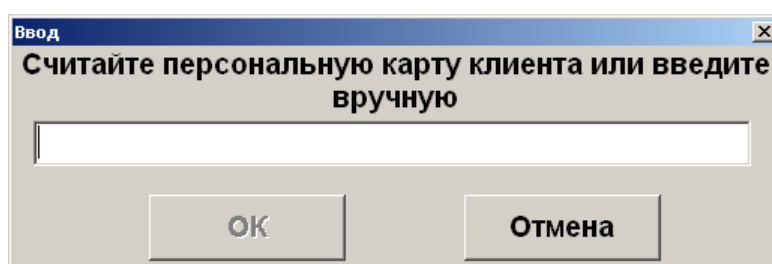 Ввод
Считайте персональную карту клиента или введите
вручную
ОК
Отмена